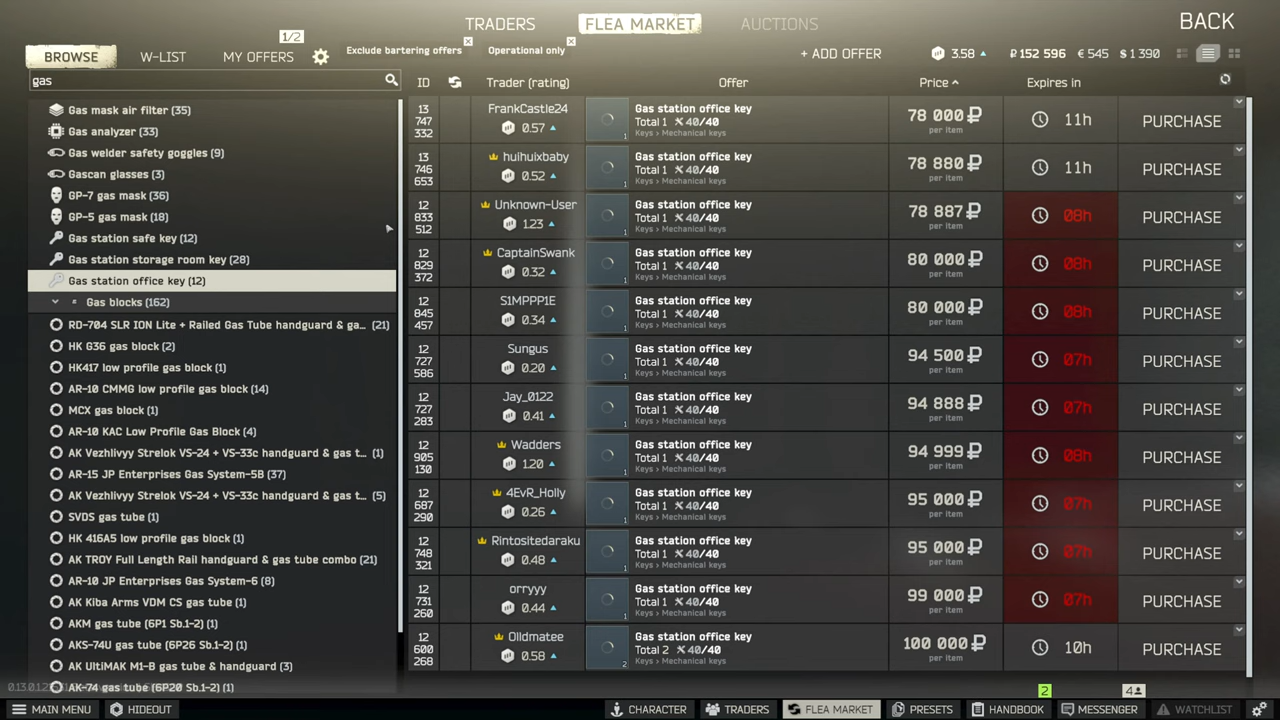 TRADERS FLEA MARKET AUCTIONS BACK
1/2
BROWSE W-LIST MY OFFERS Exclude bartering offers Operational only + ADD OFFER 3.58 ₽ 152 596 € 545 $ 1 390
gas
ID Trader (rating) Offer Price Expires in
Gas mask air filter (35)
Gas analyzer (33)
Gas welder safety goggles (9)
Gascan glasses (3)
GP-7 gas mask (36)
GP-5 gas mask (18)
Gas station safe key (12)
Gas station storage room key (28)
Gas station office key (12)
Gas blocks (162)
RD-704 SLR ION Lite + Railed Gas Tube handguard & ga... (21)
HK G36 gas block (2)
HK417 low profile gas block (1)
AR-10 CMMG low profile gas block (14)
MCX gas block (1)
AR-10 KAC Low Profile Gas Block (4)
AK Vezhlivyy Strelok VS-24 + VS-33c handguard & gas t... (1)
AR-15 JP Enterprises Gas System-5B (37)
AK Vezhlivyy Strelok VS-24 + VS-33c handguard & gas t... (5)
SVDS gas tube (1)
HK 416A5 low profile gas block (1)
AK TROY Full Length Rail handguard & gas tube combo (21)
AR-10 JP Enterprises Gas System-6 (8)
AK Kiba Arms VDM CS gas tube (1)
AKM gas tube (6P1 Sb.1-2) (1)
AKS-74U gas tube (6P26 Sb.1-2) (1)
AK UltiMAK M1-B gas tube & handguard (3)
AK-74 gas tube (6P20 Sb.1-2) (1)
13 747 332 FrankCastle24 0.57 1 Gas station office key Total 1 40/40 Keys > Mechanical keys 78 000 ₽ per item 11h PURCHASE
13 746 653 huihuixbaby 0.52 1 Gas station office key Total 1 40/40 Keys > Mechanical keys 78 880 ₽ per item 11h PURCHASE
12 833 512 Unknown-User 1.23 1 Gas station office key Total 1 40/40 Keys > Mechanical keys 78 887 ₽ per item 08h PURCHASE
12 829 372 CaptainSwank 0.32 1 Gas station office key Total 1 40/40 Keys > Mechanical keys 80 000 ₽ per item 08h PURCHASE
12 845 457 S1MPPP1E 0.34 1 Gas station office key Total 1 40/40 Keys > Mechanical keys 80 000 ₽ per item 08h PURCHASE
12 727 586 Sungus 0.20 1 Gas station office key Total 1 40/40 Keys > Mechanical keys 94 500 ₽ per item 07h PURCHASE
12 727 283 Jay_0122 0.41 1 Gas station office key Total 1 40/40 Keys > Mechanical keys 94 888 ₽ per item 07h PURCHASE
12 905 130 Wadders 1.20 1 Gas station office key Total 1 40/40 Keys > Mechanical keys 94 999 ₽ per item 08h PURCHASE
12 687 290 4EvR_Holly 0.26 1 Gas station office key Total 1 40/40 Keys > Mechanical keys 95 000 ₽ per item 07h PURCHASE
12 748 321 Rintositedaraku 0.48 1 Gas station office key Total 1 40/40 Keys > Mechanical keys 95 000 ₽ per item 07h PURCHASE
12 731 260 orryyy 0.44 1 Gas station office key Total 1 40/40 Keys > Mechanical keys 99 000 ₽ per item 07h PURCHASE
12 600 268 Olldmatee 0.58 2 Gas station office key Total 2 40/40 Keys > Mechanical keys 100 000 ₽ per item 10h PURCHASE
2 4
MAIN MENU HIDEOUT CHARACTER TRADERS FLEA MARKET PRESETS HANDBOOK MESSENGER WATCHLIST